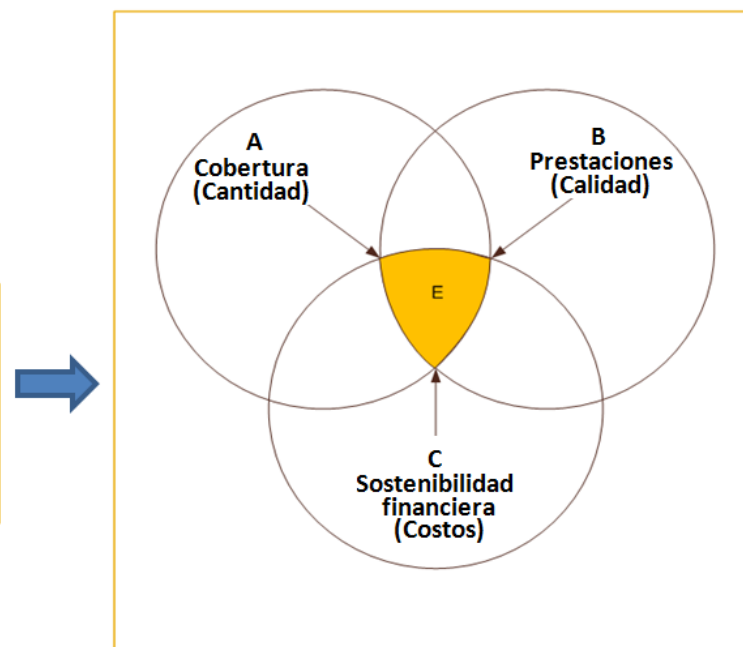 A
Cobertura
(Cantidad)
B
Prestaciones
(Calidad)
E
C
Sostenibilidad
financiera
(Costos)